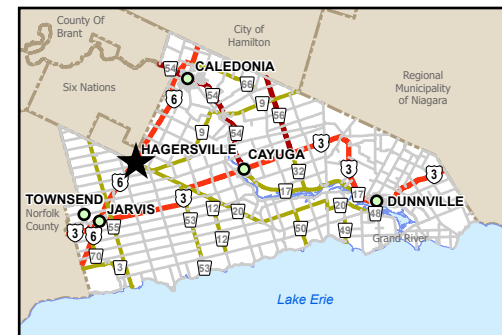 County Of
Brant
City of
Hamilton
Six Nations
Regional
Municipality
of Niagara
54
CALEDONIA
6
54
66
9
56
9
54
HAGERSVILLE
3
3
3
CAYUGA
32
6
17
17
TOWNSEND
Norfolk
County
JARVIS
3
53
12
20
20
48
DUNNVILLE
3
6
55
12
50
49
Grand River
70
3
53
Lake Erie